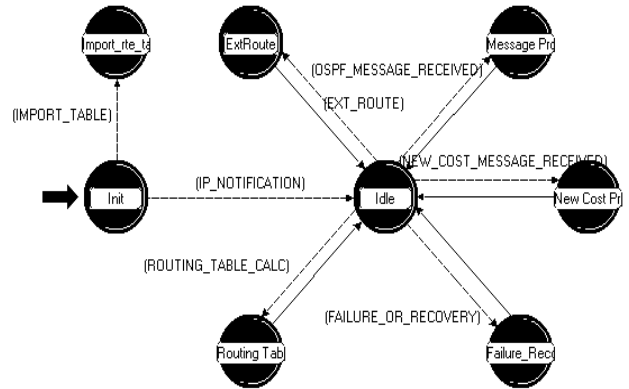 Import_rte_ta
ExtRoute
Message Pro
(OSPF_MESSAGE_RECEIVED)
(EXT_ROUTE)
(IMPORT_TABLE)
(NEW_COST_MESSAGE_RECEIVED)
(IP_NOTIFICATION)
Init
Idle
New Cost Pr
(ROUTING_TABLE_CALC)
(FAILURE_OR_RECOVERY)
Routing Tab
Failure_Reco